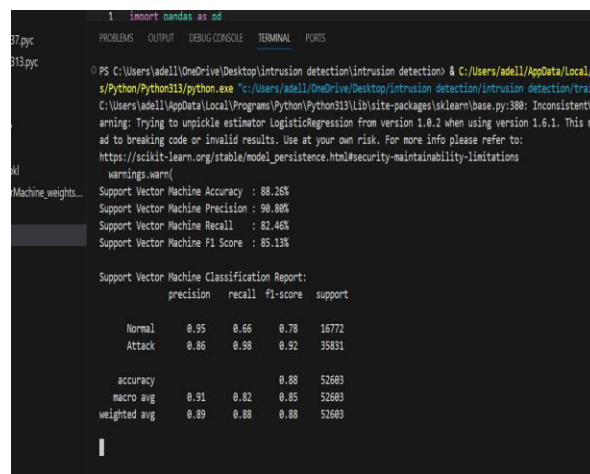 1 import pandas as pd
37.pyc
PROBLEMS OUTPUT DEBUG CONSOLE TERMINAL PORTS
313.pyc
PS C:\Users\adell\OneDrive\Desktop\intrusion detection\intrusion detection> & C:/Users/adell/AppData/Local/
s/Python/Python313/python.exe "c:/Users/adell/OneDrive/Desktop/intrusion detection/intrusion detection/trai
C:\Users\adell\AppData\Local\Programs\Python\Python313\Lib\site-packages\sklearn\base.py:380: Inconsistent
arning: Trying to unpickle estimator LogisticRegression from version 1.0.2 when using version 1.6.1. This m
ad to breaking code or invalid results. Use at your own risk. For more info please refer to:
https://scikit-learn.org/stable/model_persistence.html#security-maintainability-limitations
kl
warnings.warn(
rMachine_weights...
Support Vector Machine Accuracy : 88.26%
Support Vector Machine Precision : 90.80%
Support Vector Machine Recall : 82.46%
Support Vector Machine F1 Score : 85.13%
Support Vector Machine Classification Report:
precision recall f1-score support
Normal 0.95 0.66 0.78 16772
Attack 0.86 0.98 0.92 35831
accuracy 0.88 52603
macro avg 0.91 0.82 0.85 52603
weighted avg 0.89 0.88 0.88 52603